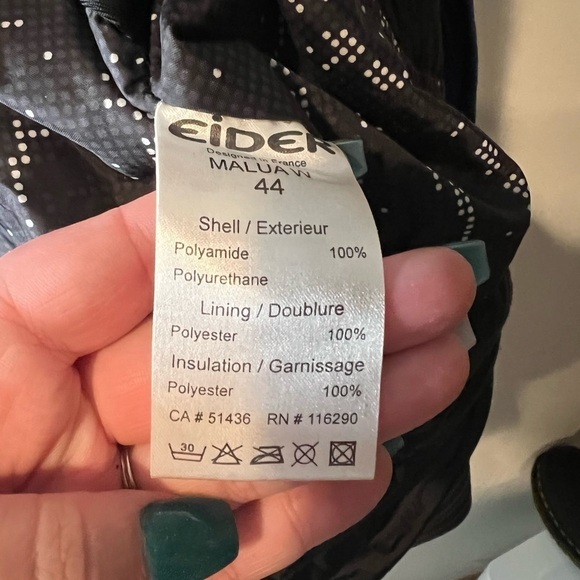 EiDER
Designed in France
MALUA W
44
Shell / Exterieur
Polyamide 100%
Polyurethane
Lining / Doublure
Polyester 100%
Insulation / Garnissage
Polyester 100%
CA # 51436 RN # 116290
30